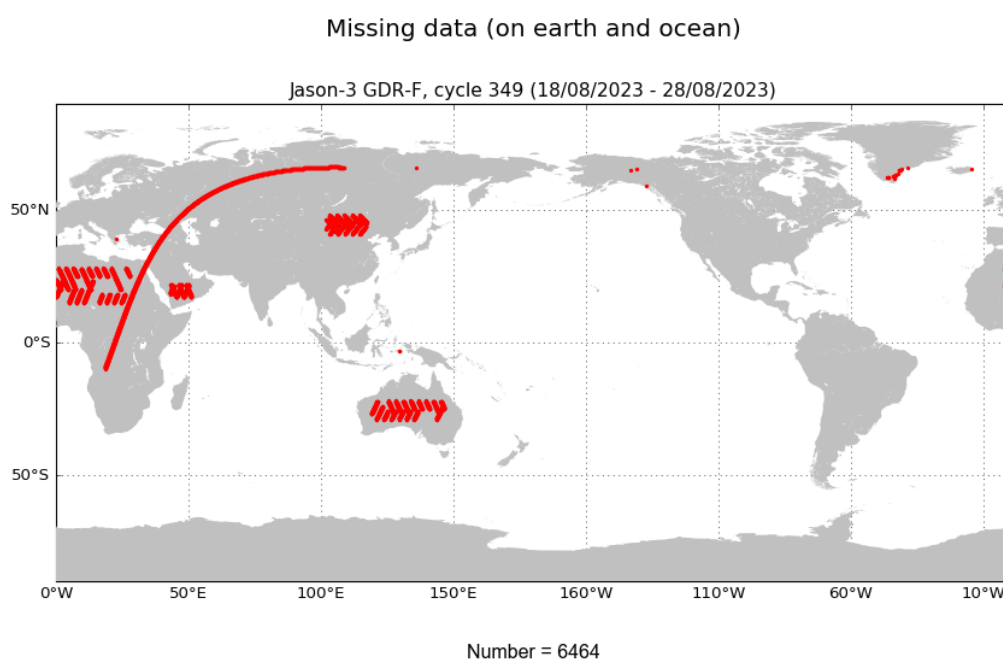 Missing data (on earth and ocean)
Jason-3 GDR-F, cycle 349 (18/08/2023 - 28/08/2023)
50°N
0°S
50°S
0°W 50°E 100°E 150°E 160°W 110°W 60°W 10°W
Number = 6464